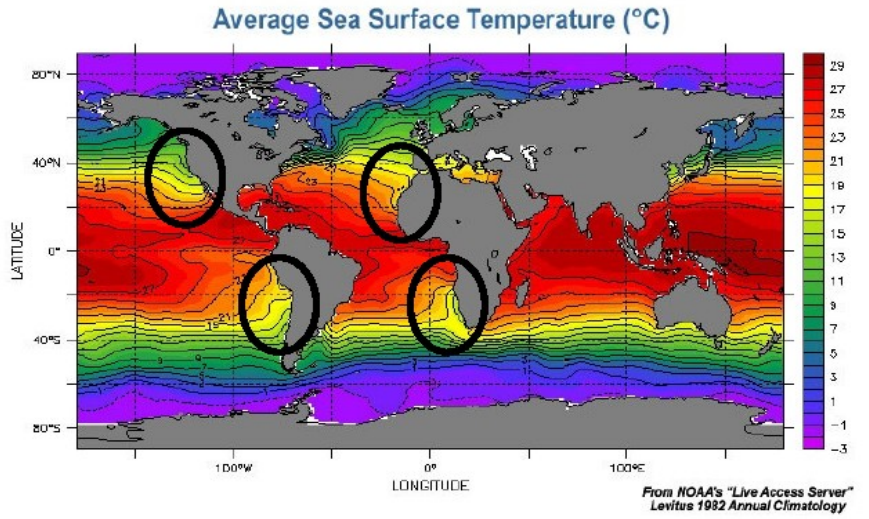 Average Sea Surface Temperature (°C)
80°N
40°N
0°
40°S
80°S
LATITUDE
100°W
0°
100°E
LONGITUDE
29
27
25
23
21
19
17
15
13
11
9
7
5
3
1
-1
-3
From NOAA's "Live Access Server"
Levitus 1982 Annual Climatology